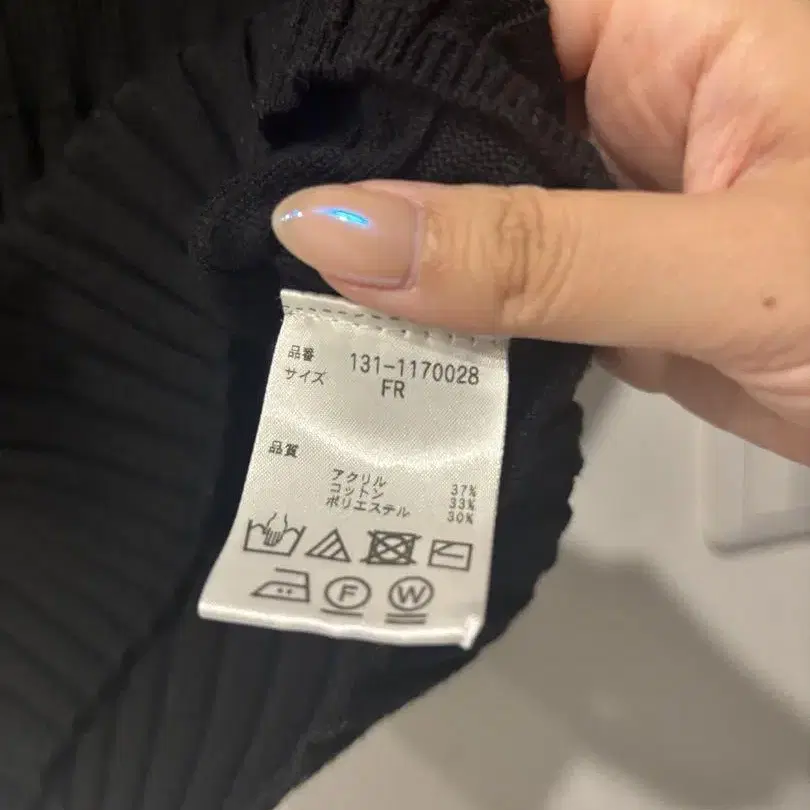 品番 131-1170028
サイズ FR
品質
アクリル 37%
コットン 33%
ポリエステル 30%
F W